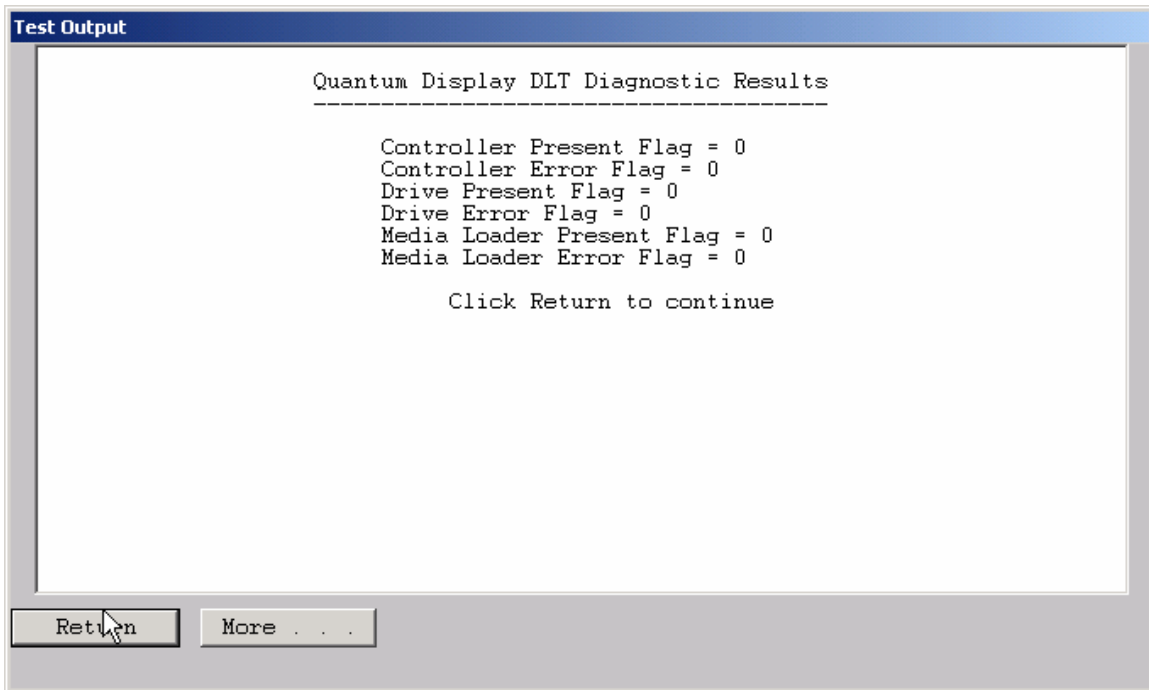 Test Output
Quantum Display DLT Diagnostic Results
--------------------------------------
Controller Present Flag = 0
Controller Error Flag = 0
Drive Present Flag = 0
Drive Error Flag = 0
Media Loader Present Flag = 0
Media Loader Error Flag = 0
Click Return to continue
Return
More . . .